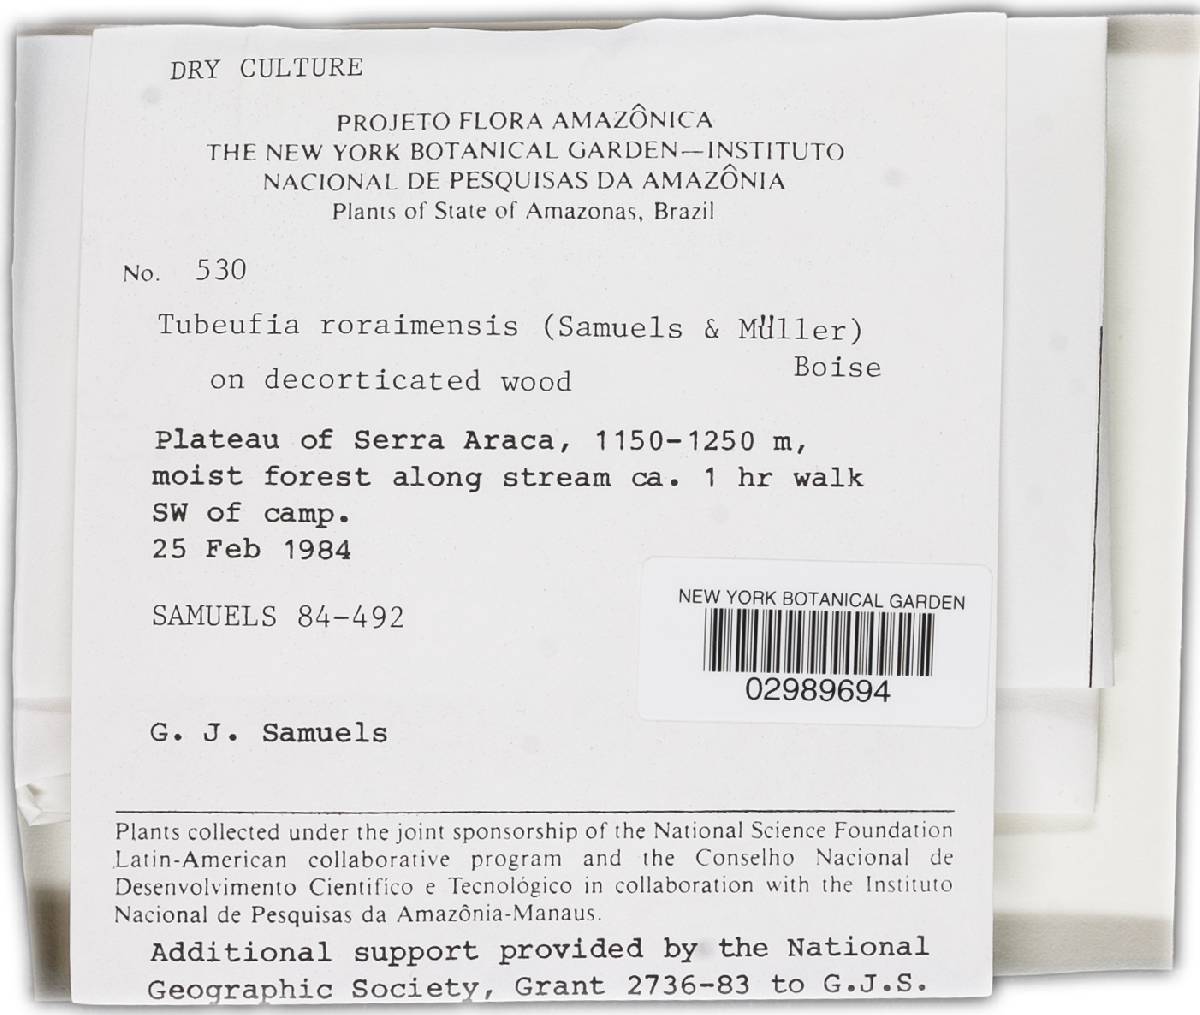 DRY CULTURE
PROJETO FLORA AMAZÔNICA
THE NEW YORK BOTANICAL GARDEN—INSTITUTO
NACIONAL DE PESQUISAS DA AMAZÔNIA
Plants of State of Amazonas, Brazil
No. 530
Tubeufia roraimensis (Samuels & Müller)
Boise
on decorticated wood
Plateau of Serra Araca, 1150-1250 m,
moist forest along stream ca. 1 hr walk
SW of camp.
25 Feb 1984
SAMUELS 84-492
NEW YORK BOTANICAL GARDEN
02989694
G. J. Samuels
Plants collected under the joint sponsorship of the National Science Foundation
Latin-American collaborative program and the Conselho Nacional de
Desenvolvimento Cientifíco e Tecnológico in collaboration with the Instituto
Nacional de Pesquisas da Amazônia-Manaus.
Additional support provided by the National
Geographic Society, Grant 2736-83 to G.J.S.